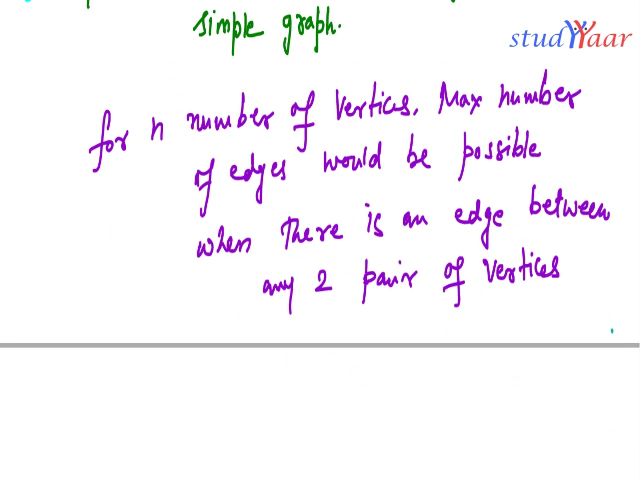 simple graph.
studYYaar
for n number of vertices. Max number
of edges would be possible
when there is an edge between
any 2 pair of vertices